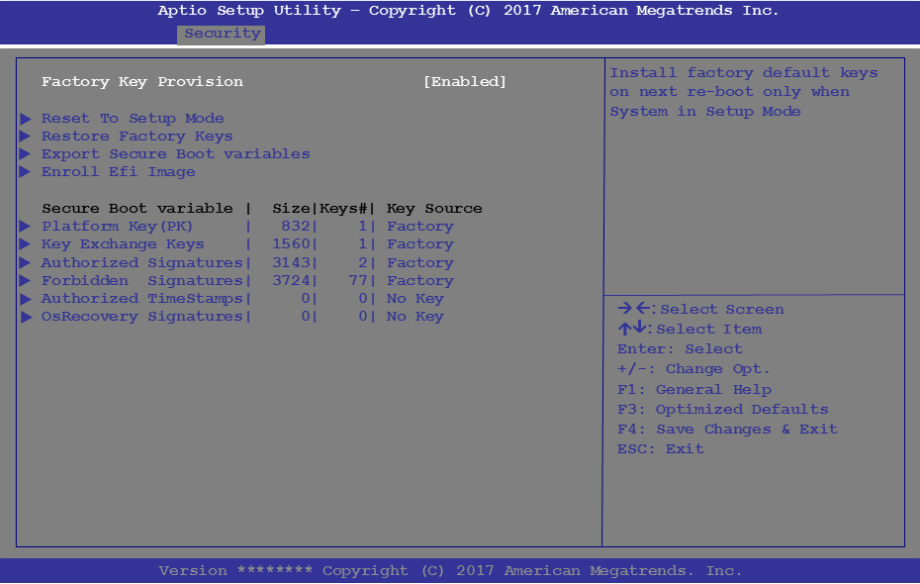 Aptio Setup Utility – Copyright (C) 2017 American Megatrends Inc.
Security
Factory Key Provision [Enabled]
▶ Reset To Setup Mode
▶ Restore Factory Keys
▶ Export Secure Boot variables
▶ Enroll Efi Image
Secure Boot variable | Size|Keys#| Key Source
▶ Platform Key(PK) | 832| 1| Factory
▶ Key Exchange Keys | 1560| 1| Factory
▶ Authorized Signatures| 3143| 2| Factory
▶ Forbidden Signatures| 3724| 77| Factory
▶ Authorized TimeStamps| 0| 0| No Key
▶ OsRecovery Signatures| 0| 0| No Key
Install factory default keys
on next re-boot only when
System in Setup Mode
→←:Select Screen
↑↓:Select Item
Enter: Select
+/-: Change Opt.
F1: General Help
F3: Optimized Defaults
F4: Save Changes & Exit
ESC: Exit
Version ******** Copyright (C) 2017 American Megatrends. Inc.